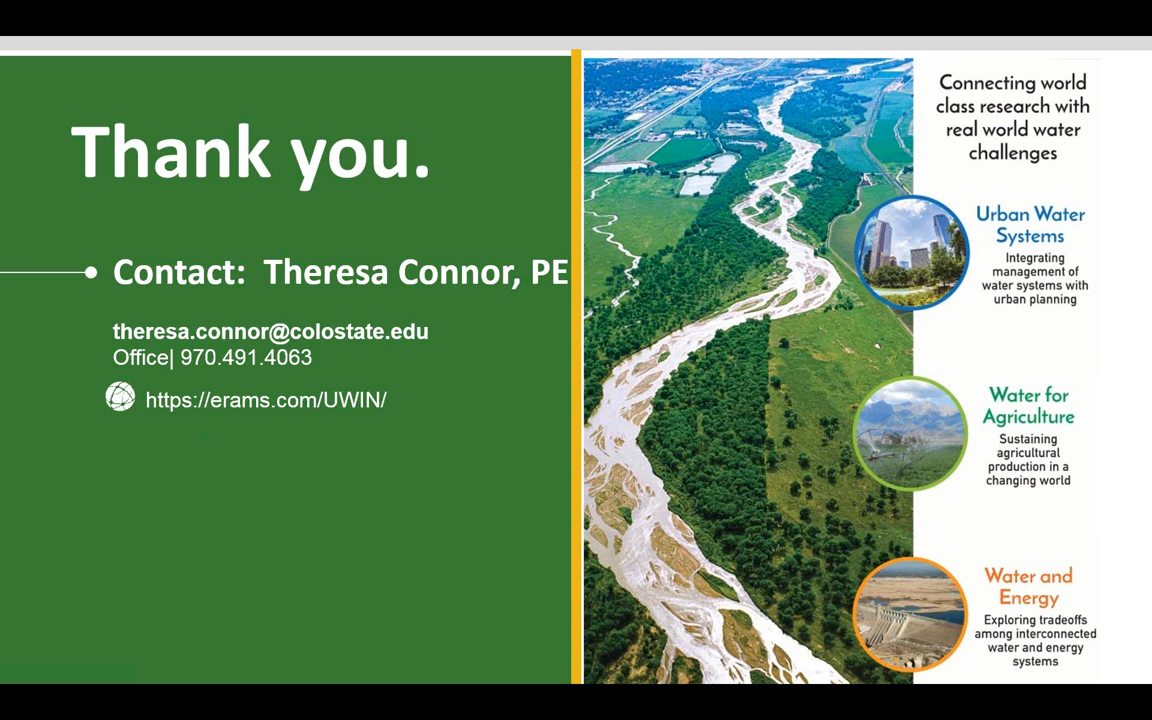 Thank you.
Contact:  Theresa Connor, PE
theresa.connor@colostate.edu
Office| 970.491.4063
https://erams.com/UWIN/
Connecting world
class research with
real world water
challenges
Urban Water
Systems
Integrating
management of
water systems with
urban planning
Water for
Agriculture
Sustaining
agricultural
production in a
changing world
Water and
Energy
Exploring tradeoffs
among interconnected
water and energy
systems